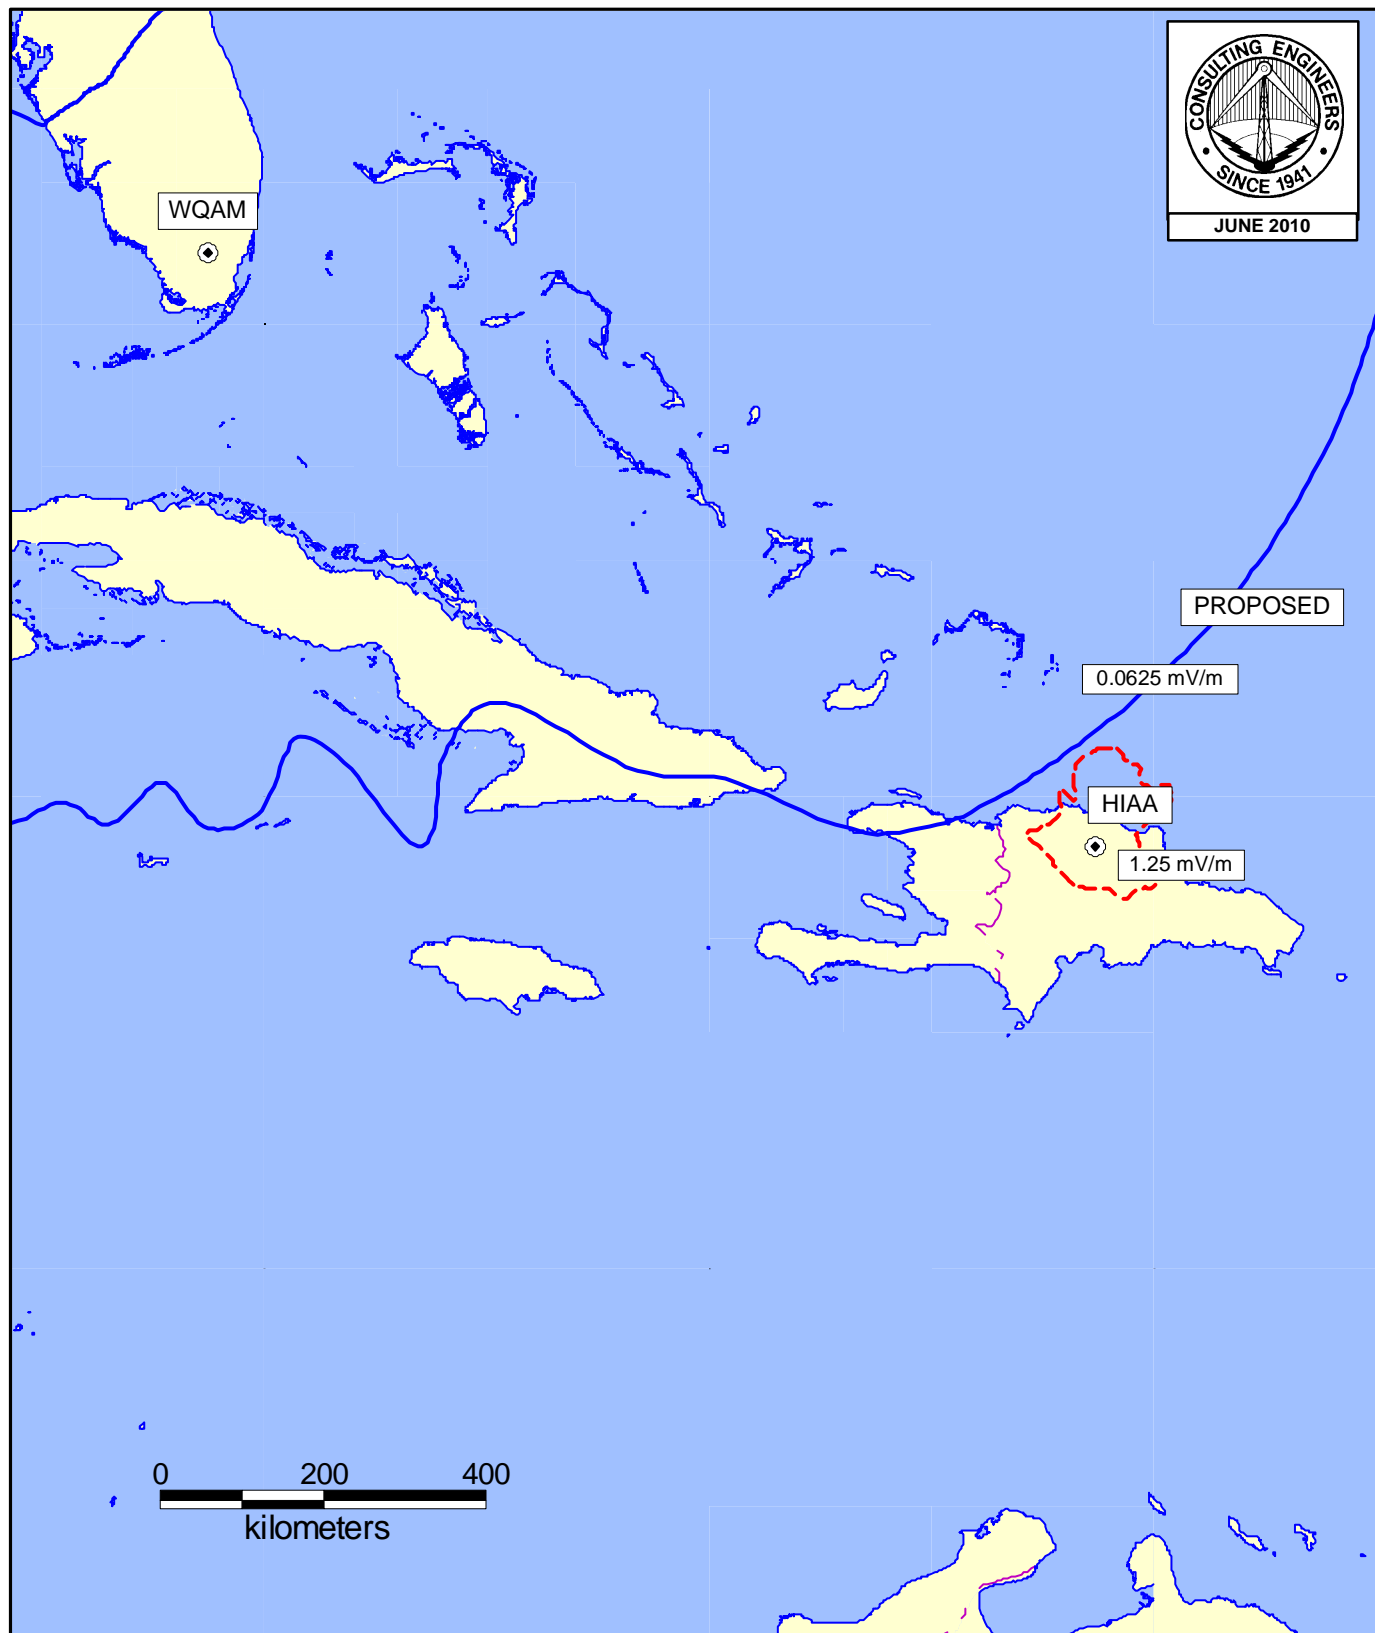 CONSULTING ENGINEERS
• SINCE 1941 •
JUNE 2010
WQAM
PROPOSED
0.0625 mV/m
HIAA
1.25 mV/m
0 200 400
kilometers